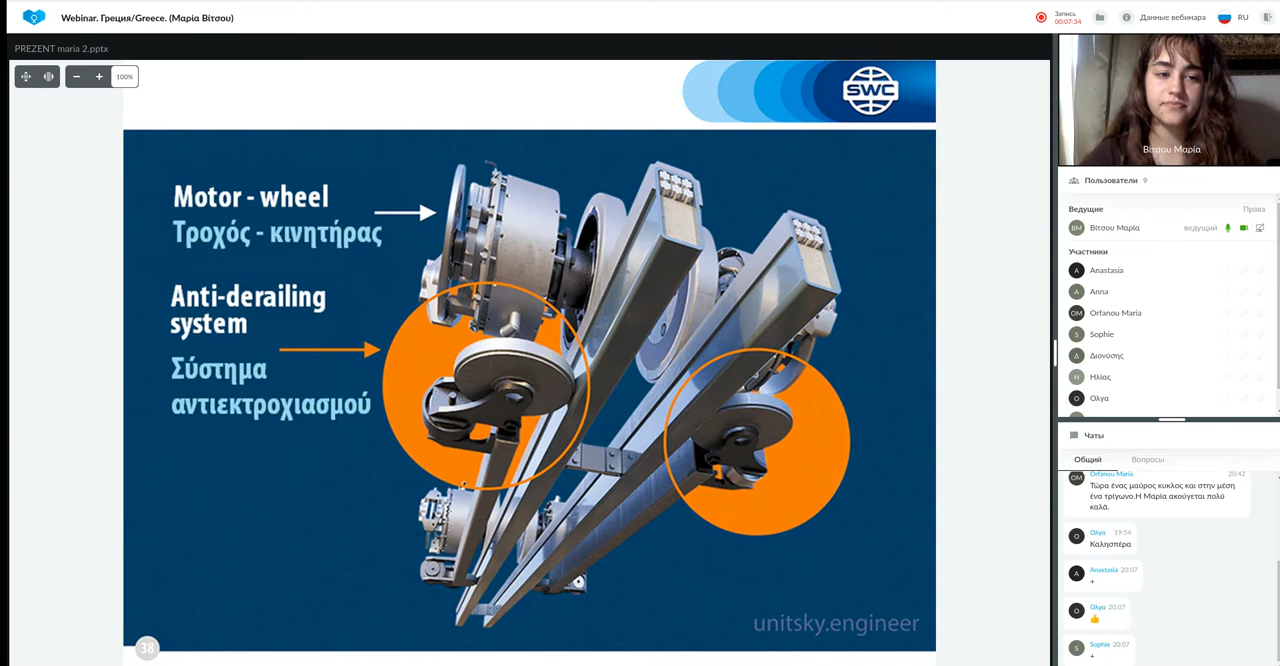 Webinar. Греция/Greece. (Μαρία Βίτσου)
Запись
00:07:34
Данные вебинара
RU
PREZENT maria 2.pptx
100%
SWC
Motor - wheel
Τροχός - κινητήρας
Anti-derailing
system
Σύστημα
αντιεκτροχιασμού
unitsky.engineer
38
Βίτσου Μαρία
Пользователи 9
Ведущие Права
BM Βίτσου Μαρία ведущий
Участники
A Anastasia
A Anna
OM Orfanou Maria
S Sophie
Δ Διονύσης
Η Ηλίας
Ο Ολγα
Чаты
Общий Вопросы
OM Orfanou Maria 20:42
Τώρα ένας μαύρος κυκλος και στην μέση
ένα τρίγωνο.Η Μαρία ακούγεται πολύ
καλά.
Ο Ολγα 19:54
Καλησπέρα
A Anastasia 20:07
+
Ο Ολγα 20:07
👍
S Sophie 20:07
+